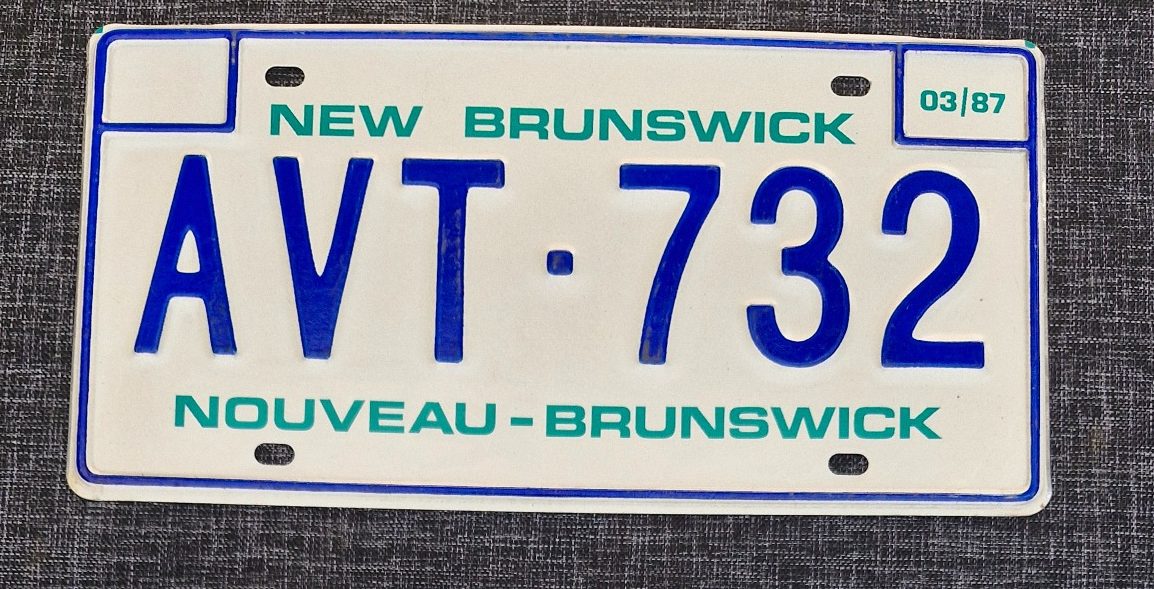 03|87
NEW BRUNSWICK
AVT·732
NOUVEAU-BRUNSWICK